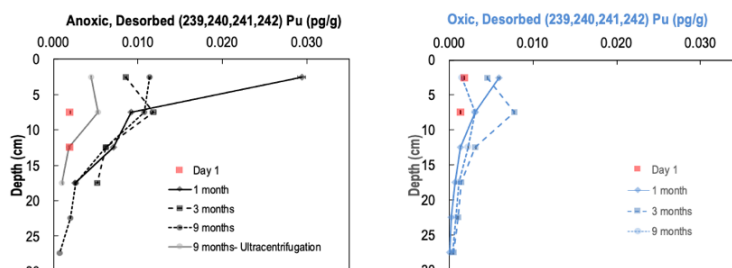 Anoxic, Desorbed (239,240,241,242) Pu (pg/g)
0.000 0.010 0.020 0.030
0
5
10
15
20
25
30
Depth (cm)
Day 1
1 month
3 months
9 months
9 months- Ultracentrifugation
Oxic, Desorbed (239,240,241,242) Pu (pg/g)
0.000 0.010 0.020 0.030
0
5
10
15
20
25
30
Depth (cm)
Day 1
1 month
3 months
9 months